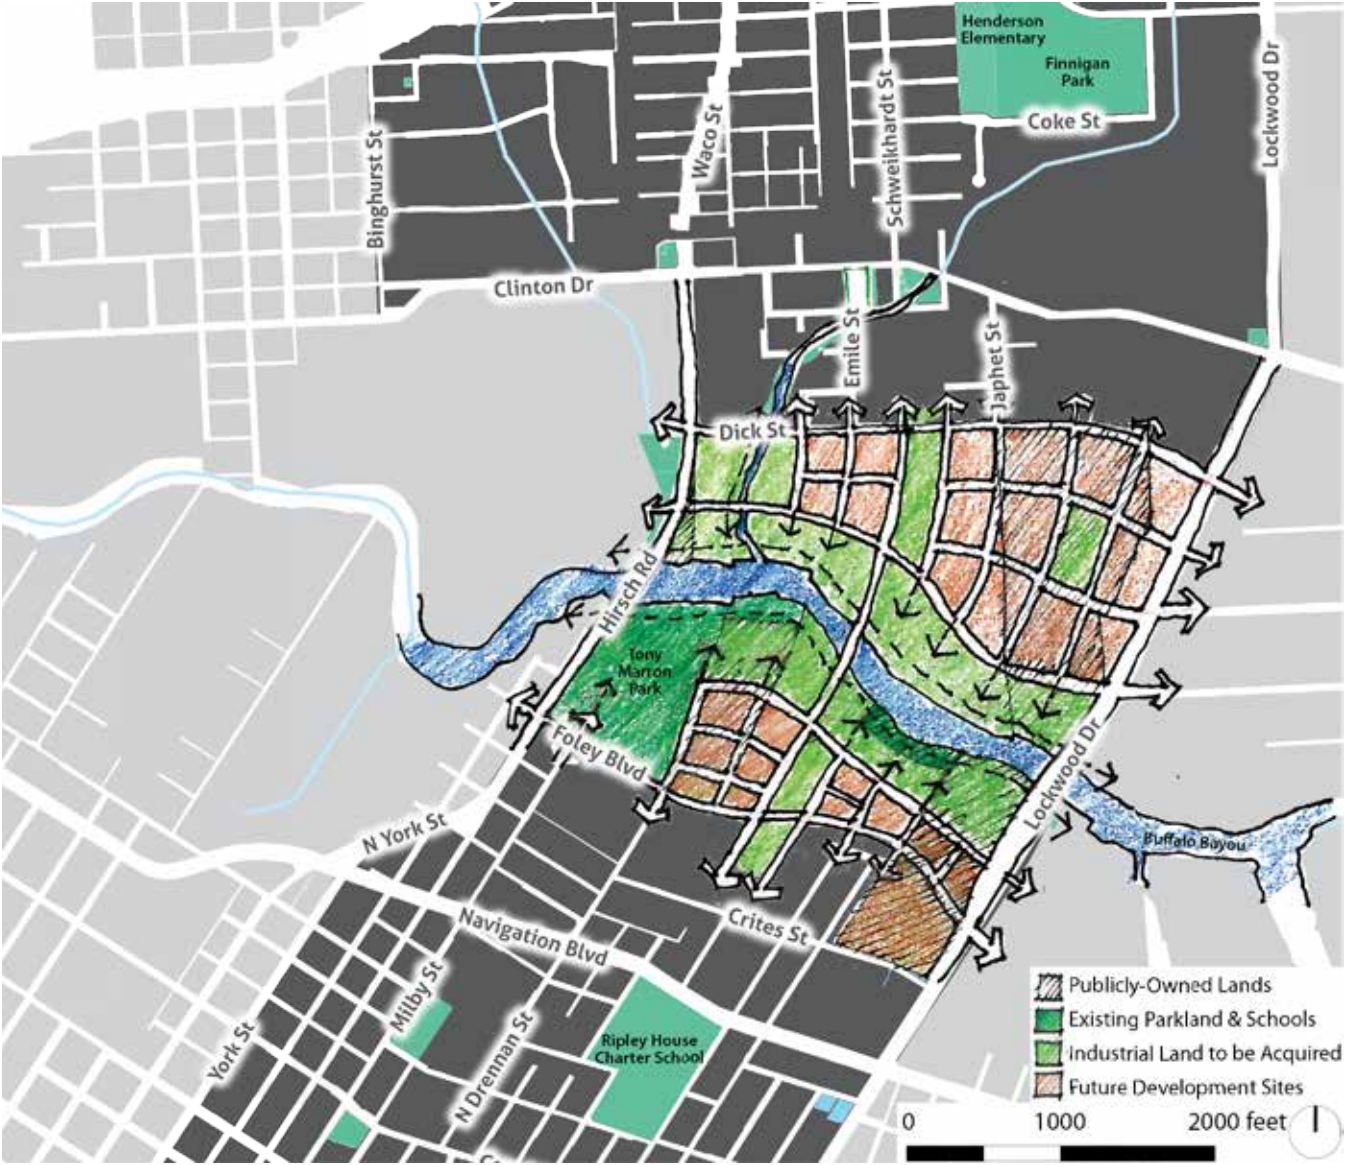 Henderson
Elementary
Finnigan
Park
Coke St
Lockwood Dr
Waco St
Schweikhardt St
Binghurst St
Clinton Dr
Emile St
Japhet St
Dick St
Hirsch Rd
Tony
Marron
Park
Foley Blvd
Lockwood Dr
N York St
Buffalo Bayou
Navigation Blvd
Crites St
Milby St
York St
N Drennan St
Ripley House
Charter School
Publicly-Owned Lands
Existing Parkland & Schools
Industrial Land to be Acquired
Future Development Sites
0 1000 2000 feet